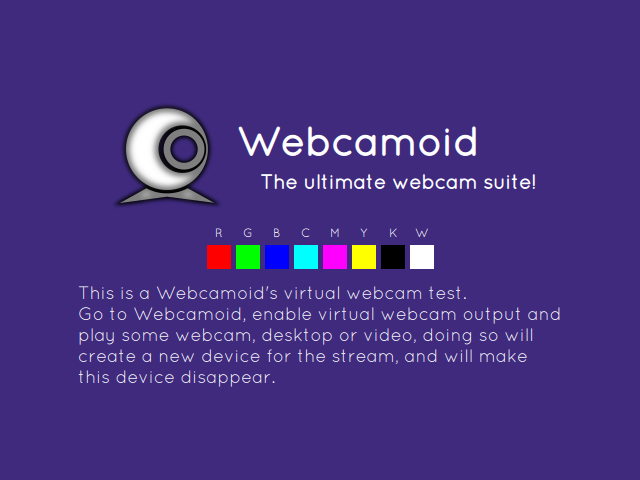 Webcamoid
The ultimate webcam suite!
R G B C M Y K W
This is a Webcamoid's virtual webcam test.
Go to Webcamoid, enable virtual webcam output and
play some webcam, desktop or video, doing so will
create a new device for the stream, and will make
this device disappear.